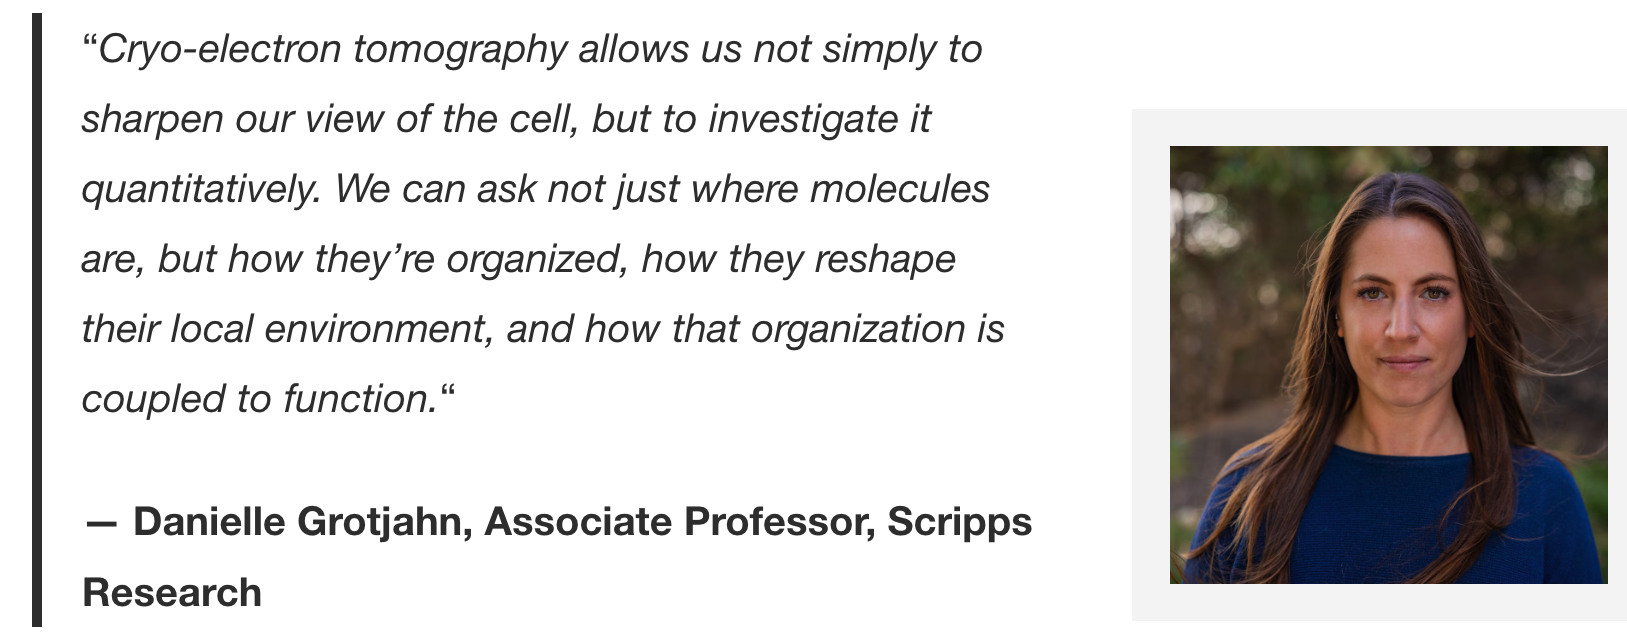 “Cryo-electron tomography allows us not simply to
sharpen our view of the cell, but to investigate it
quantitatively. We can ask not just where molecules
are, but how they’re organized, how they reshape
their local environment, and how that organization is
coupled to function.“
— Danielle Grotjahn, Associate Professor, Scripps
Research